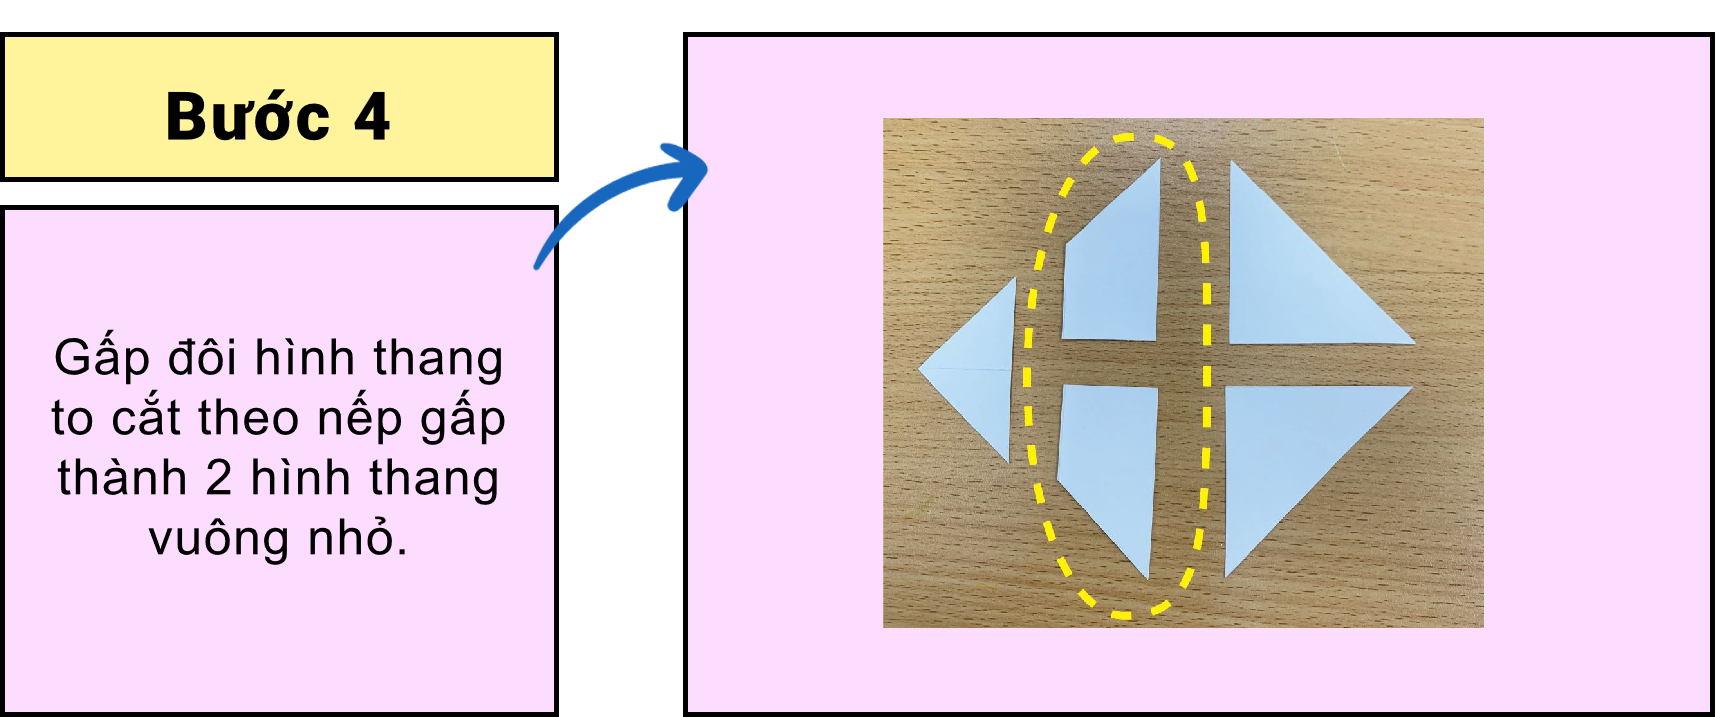 Bước 4
Gấp đôi hình thang
to cắt theo nếp gấp
thành 2 hình thang
vuông nhỏ.